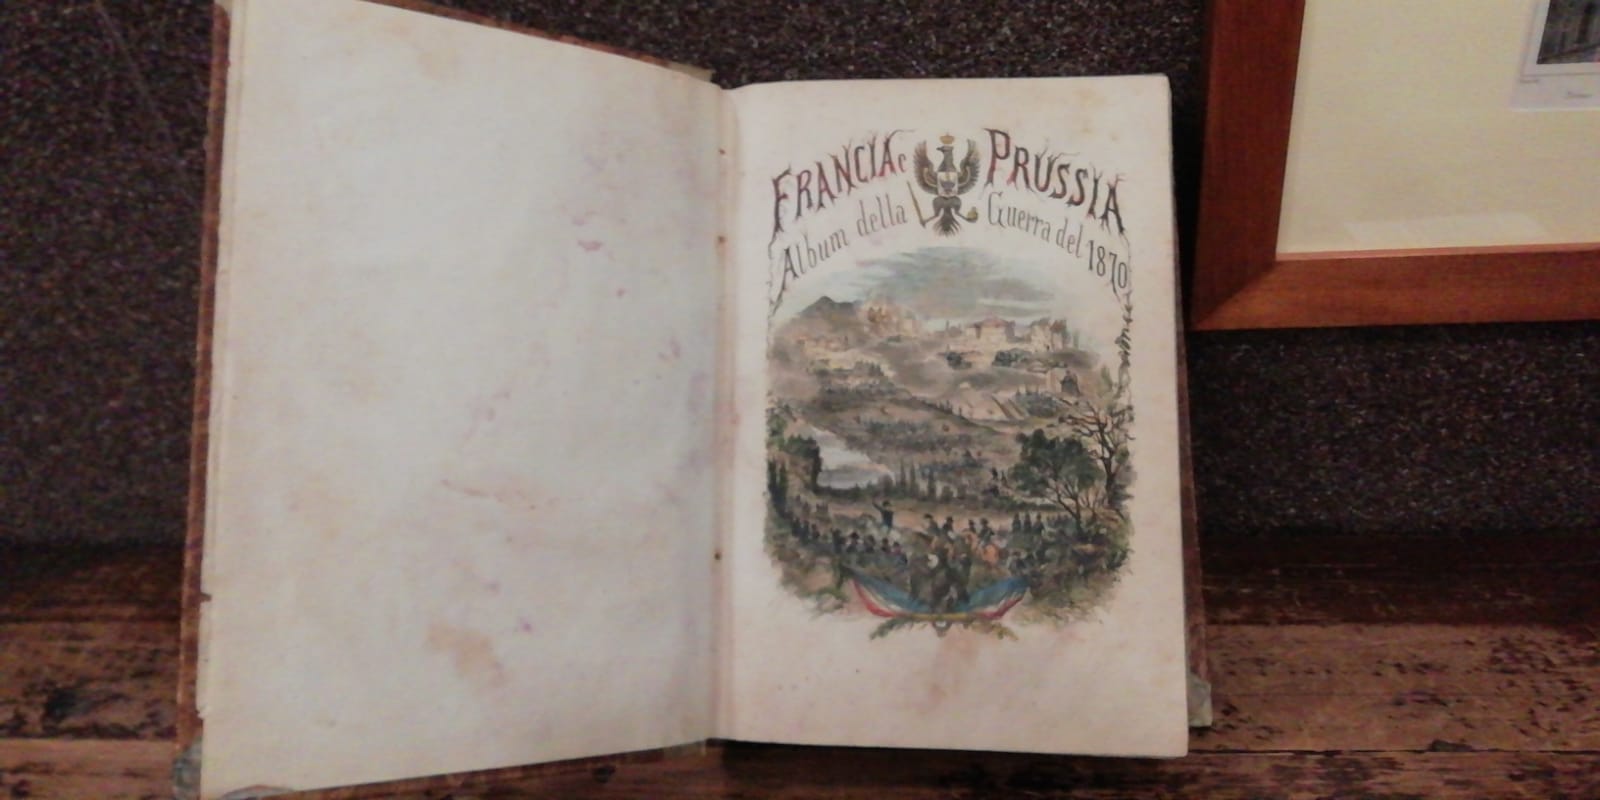 FRANCIA e PRUSSIA
Album della Guerra del 1870